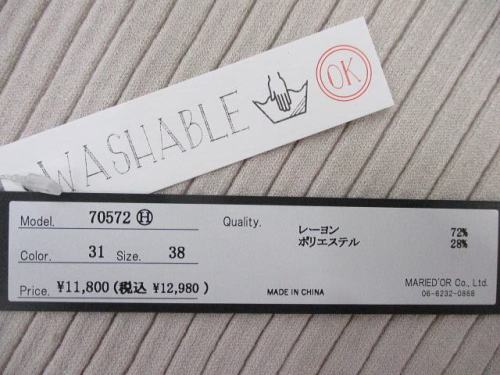 WASHABLE
OK
Model. 70572 Ⓗ
Color. 31 Size. 38
Price. ¥11,800(税込 ¥12,980)
Quality.
レーヨン 72%
ポリエステル 28%
MADE IN CHINA
MARIED'OR Co., Ltd.
06-6232-0868